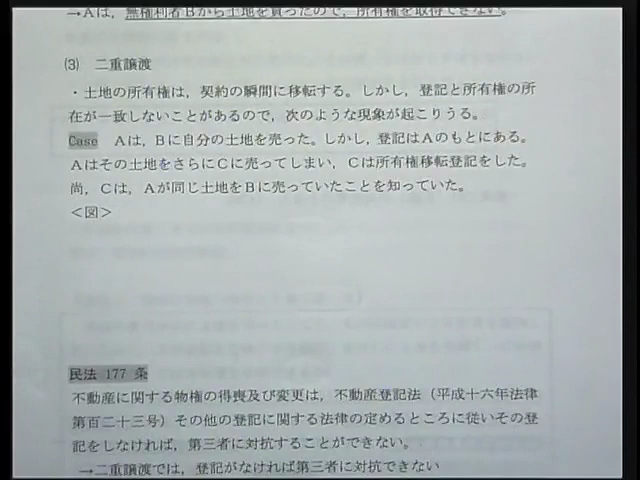 →Aは，無権利者Bから土地を買ったので，所有権を取得できない。
(3) 二重譲渡
・土地の所有権は，契約の瞬間に移転する。しかし，登記と所有権の所
在が一致しないことがあるので，次のような現象が起こりうる。
Case　Aは，Bに自分の土地を売った。しかし，登記はAのもとにある。
Aはその土地をさらにCに売ってしまい，Cは所有権移転登記をした。
尚，Cは，Aが同じ土地をBに売っていたことを知っていた。
＜図＞
民法 177 条
不動産に関する物権の得喪及び変更は，不動産登記法（平成十六年法律
第百二十三号）その他の登記に関する法律の定めるところに従いその登
記をしなければ，第三者に対抗することができない。
→二重譲渡では，登記がなければ第三者に対抗できない